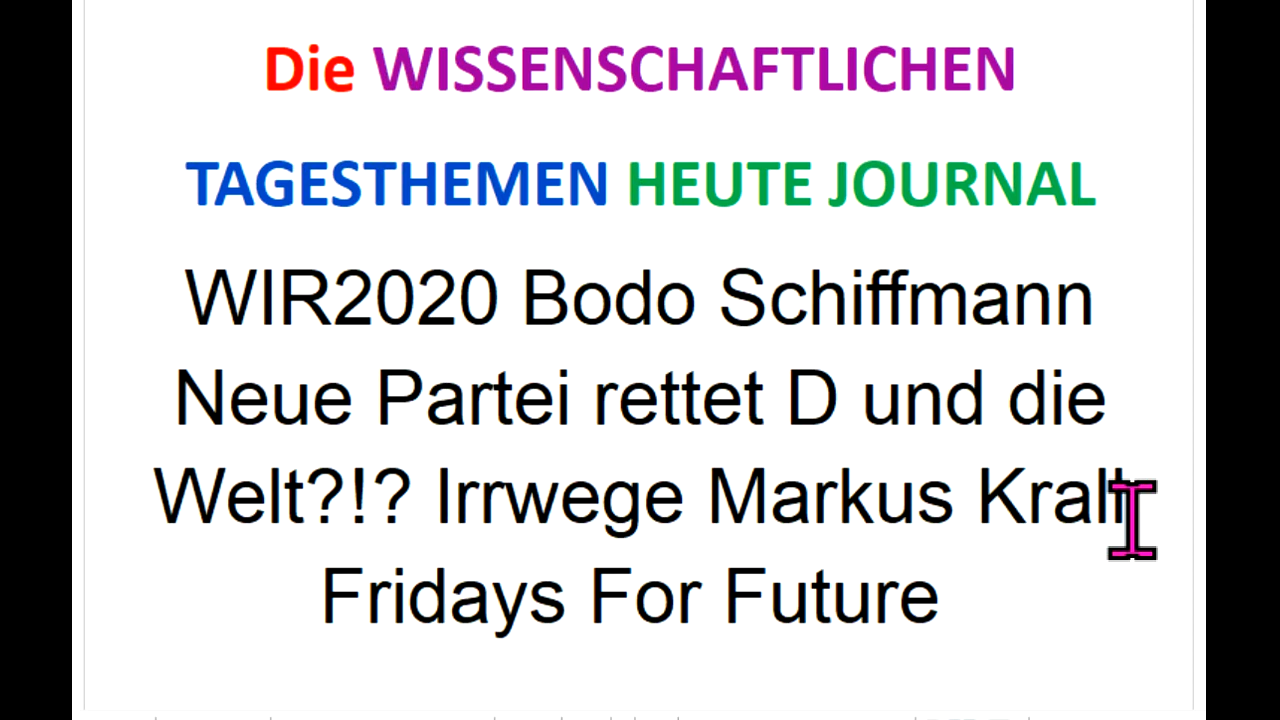 Die WISSENSCHAFTLICHEN
TAGESTHEMEN HEUTE JOURNAL
WIR2020 Bodo Schiffmann
Neue Partei rettet D und die
Welt?!? Irrwege Markus Krall
Fridays For Future